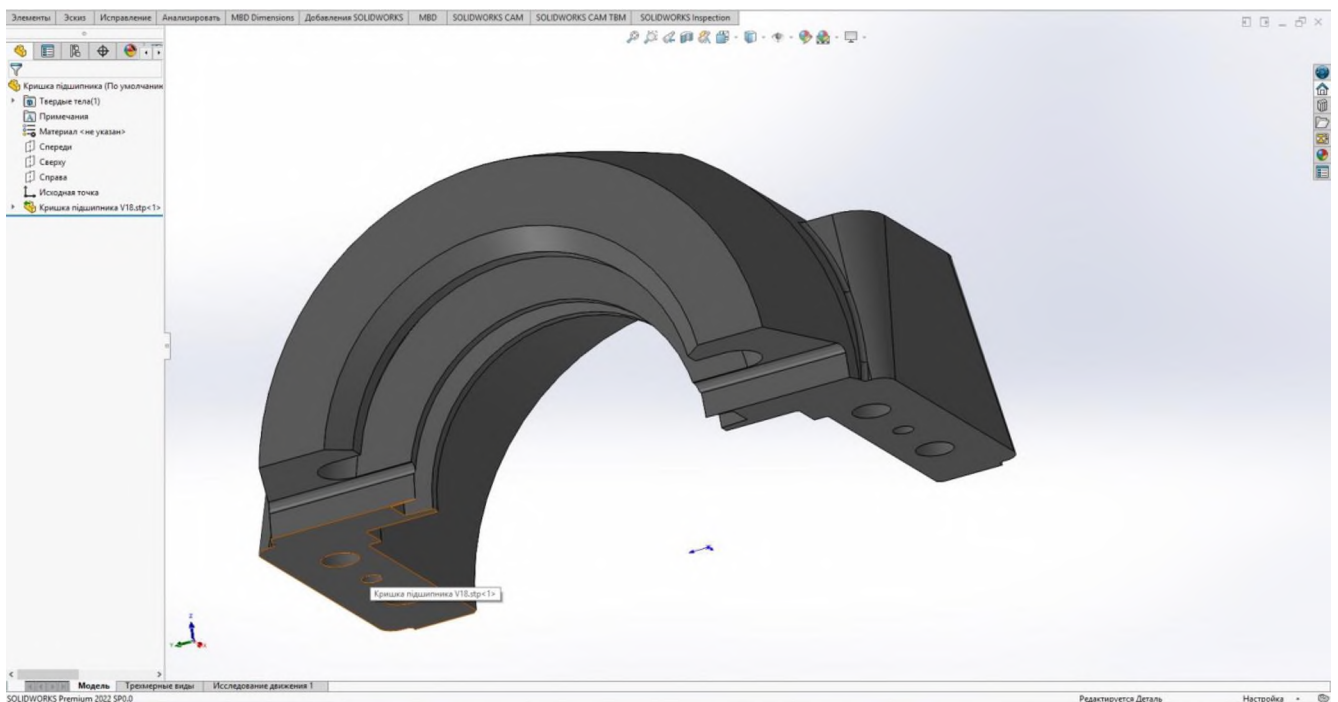 Элементы Эскиз Исправление Анализировать MBD Dimensions Добавления SOLIDWORKS MBD SOLIDWORKS CAM SOLIDWORKS CAM TBM SOLIDWORKS Inspection
Кришка підшипника (По умолчани
Твердые тела(1)
Примечания
Материал <не указан>
Спереди
Сверху
Справа
Исходная точка
Кришка підшипника V18.stp<1>
Кришка підшипника V18.stp<1>
Z
Y
X
Модель Трехмерные виды Исследование движения 1
SOLIDWORKS Premium 2022 SP0.0 Редактируется Деталь Настройка